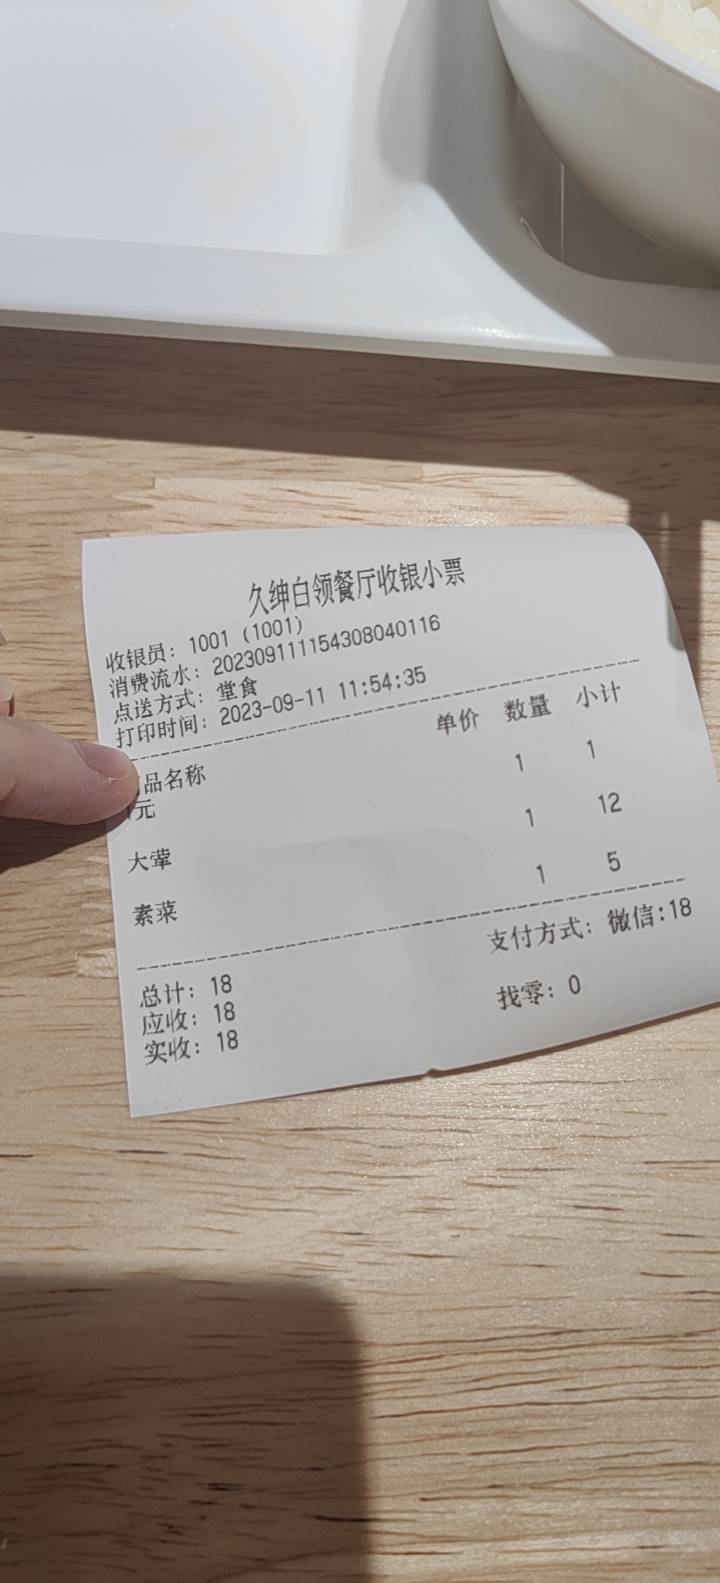 久绅白领餐厅收银小票
收银员: 1001 (1001)
消费流水: 2023091111154308040116
点送方式: 堂食
打印时间: 2023-09-11 11:54:35
品名称 单价 数量 小计
元 1 1
大荤 1 12
素菜 1 5
总计: 18 支付方式: 微信:18
应收: 18
实收: 18 找零: 0